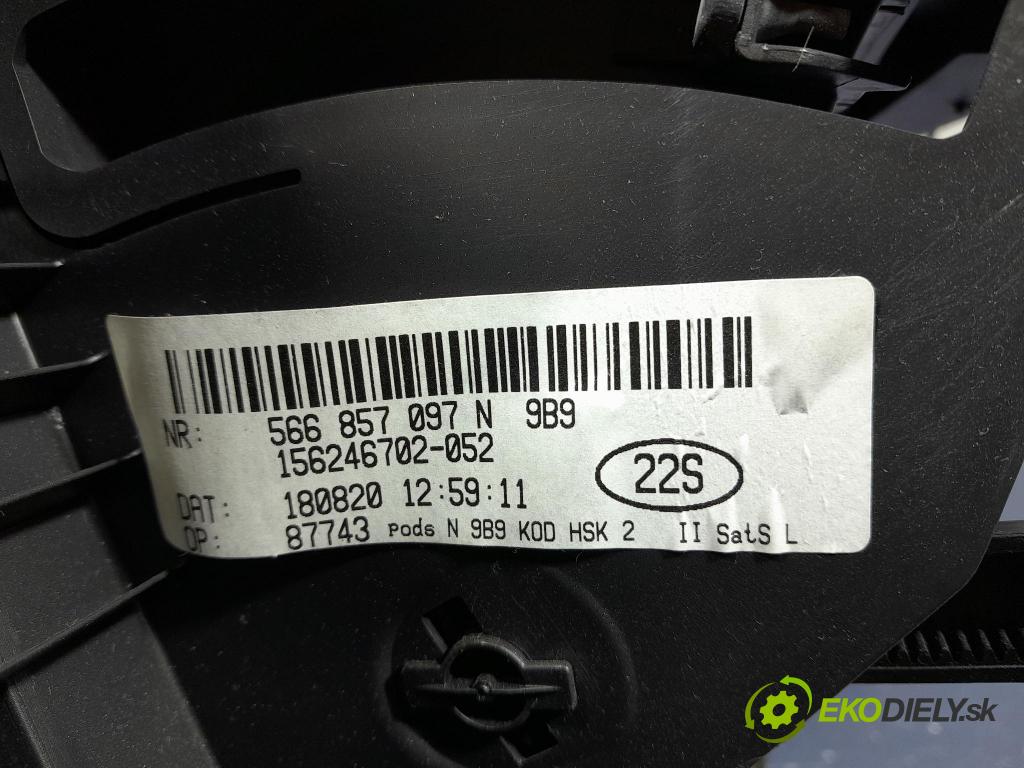 NR: 566 857 097 N 9B9
156246702-052
22S
DAT: 180820 12:59:11
OP: 87743 Pods N 9B9 KOD HSK 2 II SatS L
EKODIELY.sk